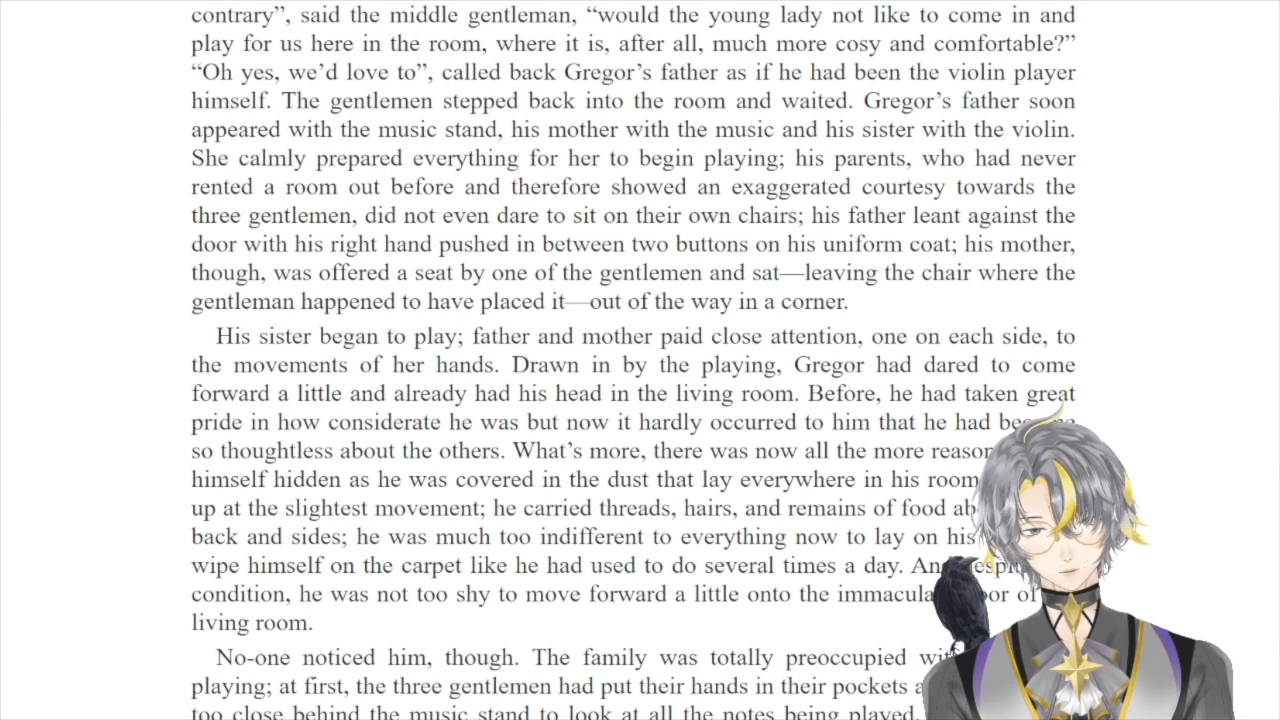 contrary”, said the middle gentleman, “would the young lady not like to come in and
play for us here in the room, where it is, after all, much more cosy and comfortable?”
“Oh yes, we’d love to”, called back Gregor’s father as if he had been the violin player
himself. The gentlemen stepped back into the room and waited. Gregor’s father soon
appeared with the music stand, his mother with the music and his sister with the violin.
She calmly prepared everything for her to begin playing; his parents, who had never
rented a room out before and therefore showed an exaggerated courtesy towards the
three gentlemen, did not even dare to sit on their own chairs; his father leant against the
door with his right hand pushed in between two buttons on his uniform coat; his mother,
though, was offered a seat by one of the gentlemen and sat—leaving the chair where the
gentleman happened to have placed it—out of the way in a corner.
His sister began to play; father and mother paid close attention, one on each side, to
the movements of her hands. Drawn in by the playing, Gregor had dared to come
forward a little and already had his head in the living room. Before, he had taken great
pride in how considerate he was but now it hardly occurred to him that he had
so thoughtless about the others. What’s more, there was now all the more reason
himself hidden as he was covered in the dust that lay everywhere in his room
up at the slightest movement; he carried threads, hairs, and remains of food
back and sides; he was much too indifferent to everything now to lay on his
wipe himself on the carpet like he had used to do several times a day. And
condition, he was not too shy to move forward a little onto the
living room.
No-one noticed him, though. The family was totally preoccupied
playing; at first, the three gentlemen had put their hands in their pockets
too close behind the music stand to look at all the notes being played,